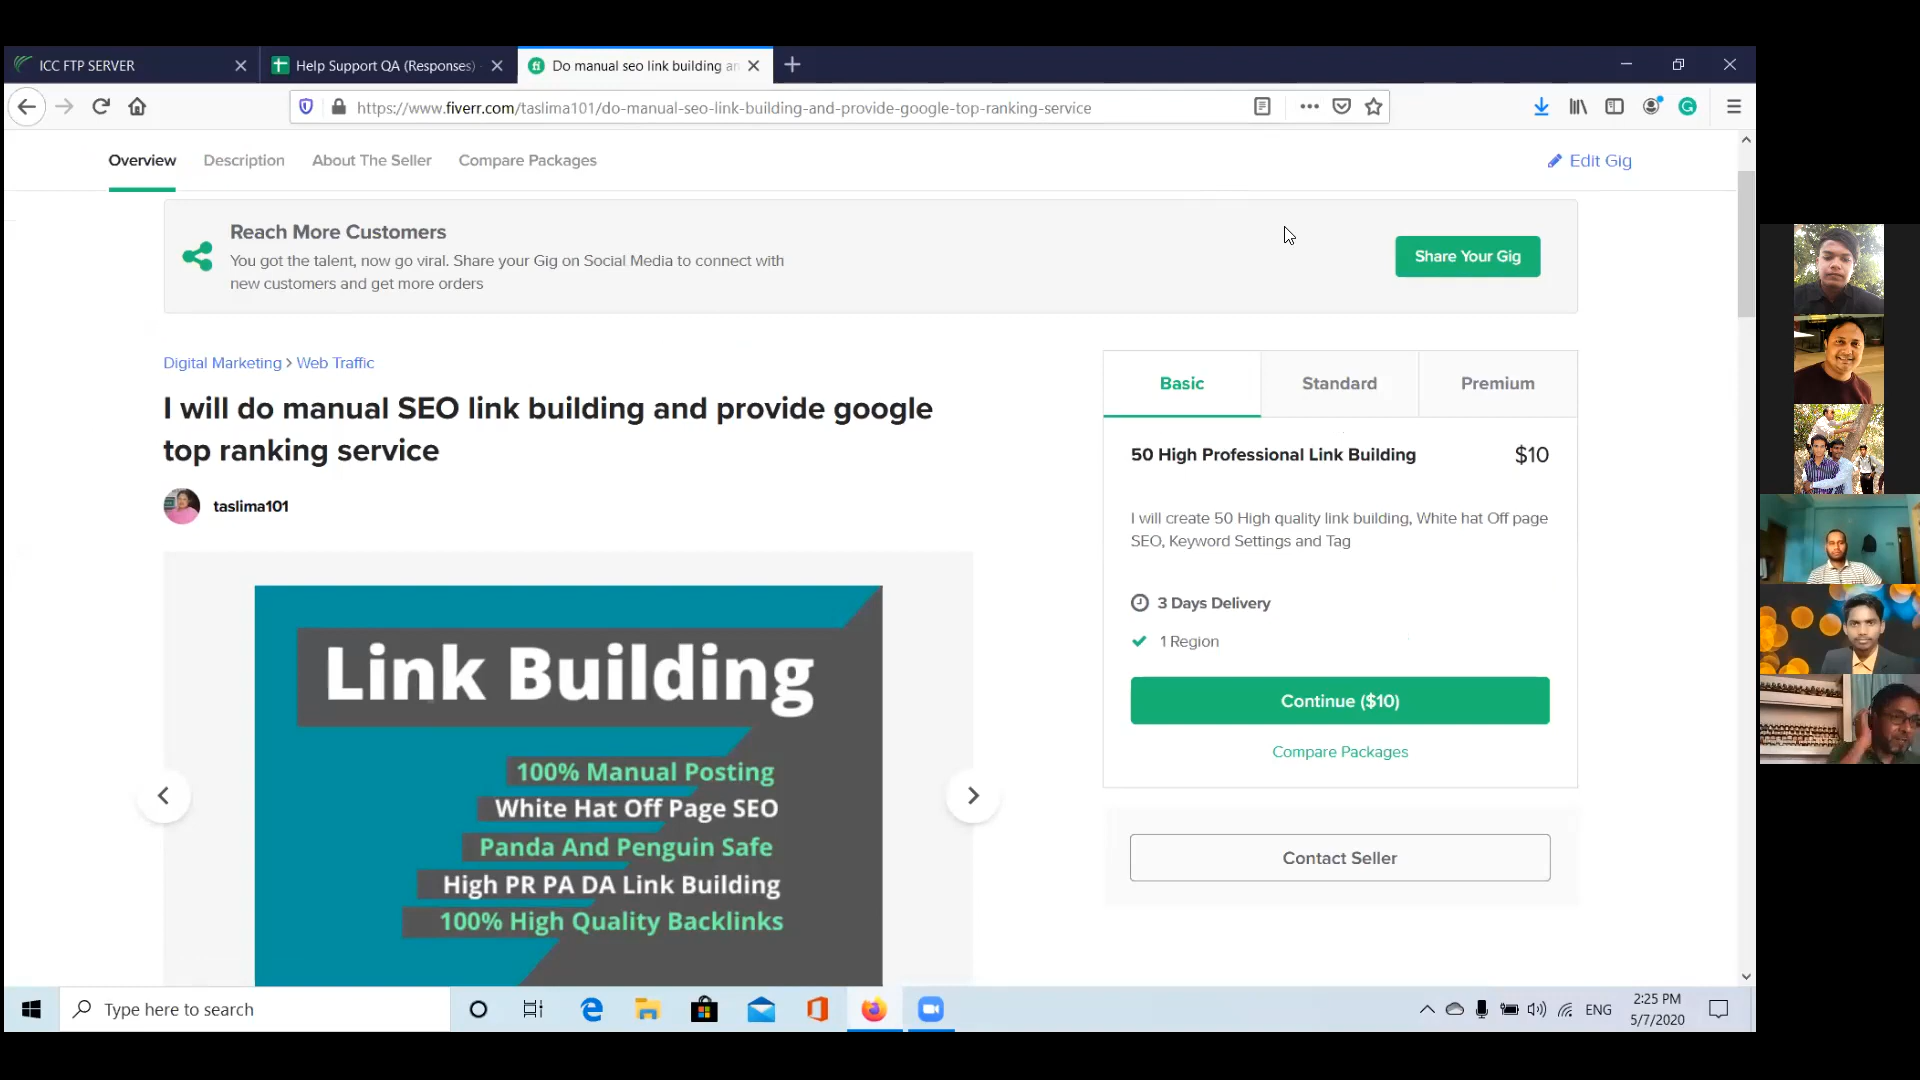 ICC FTP SERVER
Help Support QA (Responses)
Do manual seo link building an
https://www.fiverr.com/taslima101/do-manual-seo-link-building-and-provide-google-top-ranking-service
Overview
Description
About The Seller
Compare Packages
Edit Gig
Reach More Customers
You got the talent, now go viral. Share your Gig on Social Media to connect with
new customers and get more orders
Share Your Gig
Digital Marketing > Web Traffic
I will do manual SEO link building and provide google
top ranking service
taslima101
Link Building
100% Manual Posting
White Hat Off Page SEO
Panda And Penguin Safe
High PR PA DA Link Building
100% High Quality Backlinks
Basic
Standard
Premium
50 High Professional Link Building
$10
I will create 50 High quality link building, White hat Off page
SEO, Keyword Settings and Tag
3 Days Delivery
1 Region
Continue ($10)
Compare Packages
Contact Seller
Type here to search
ENG
2:25 PM
5/7/2020